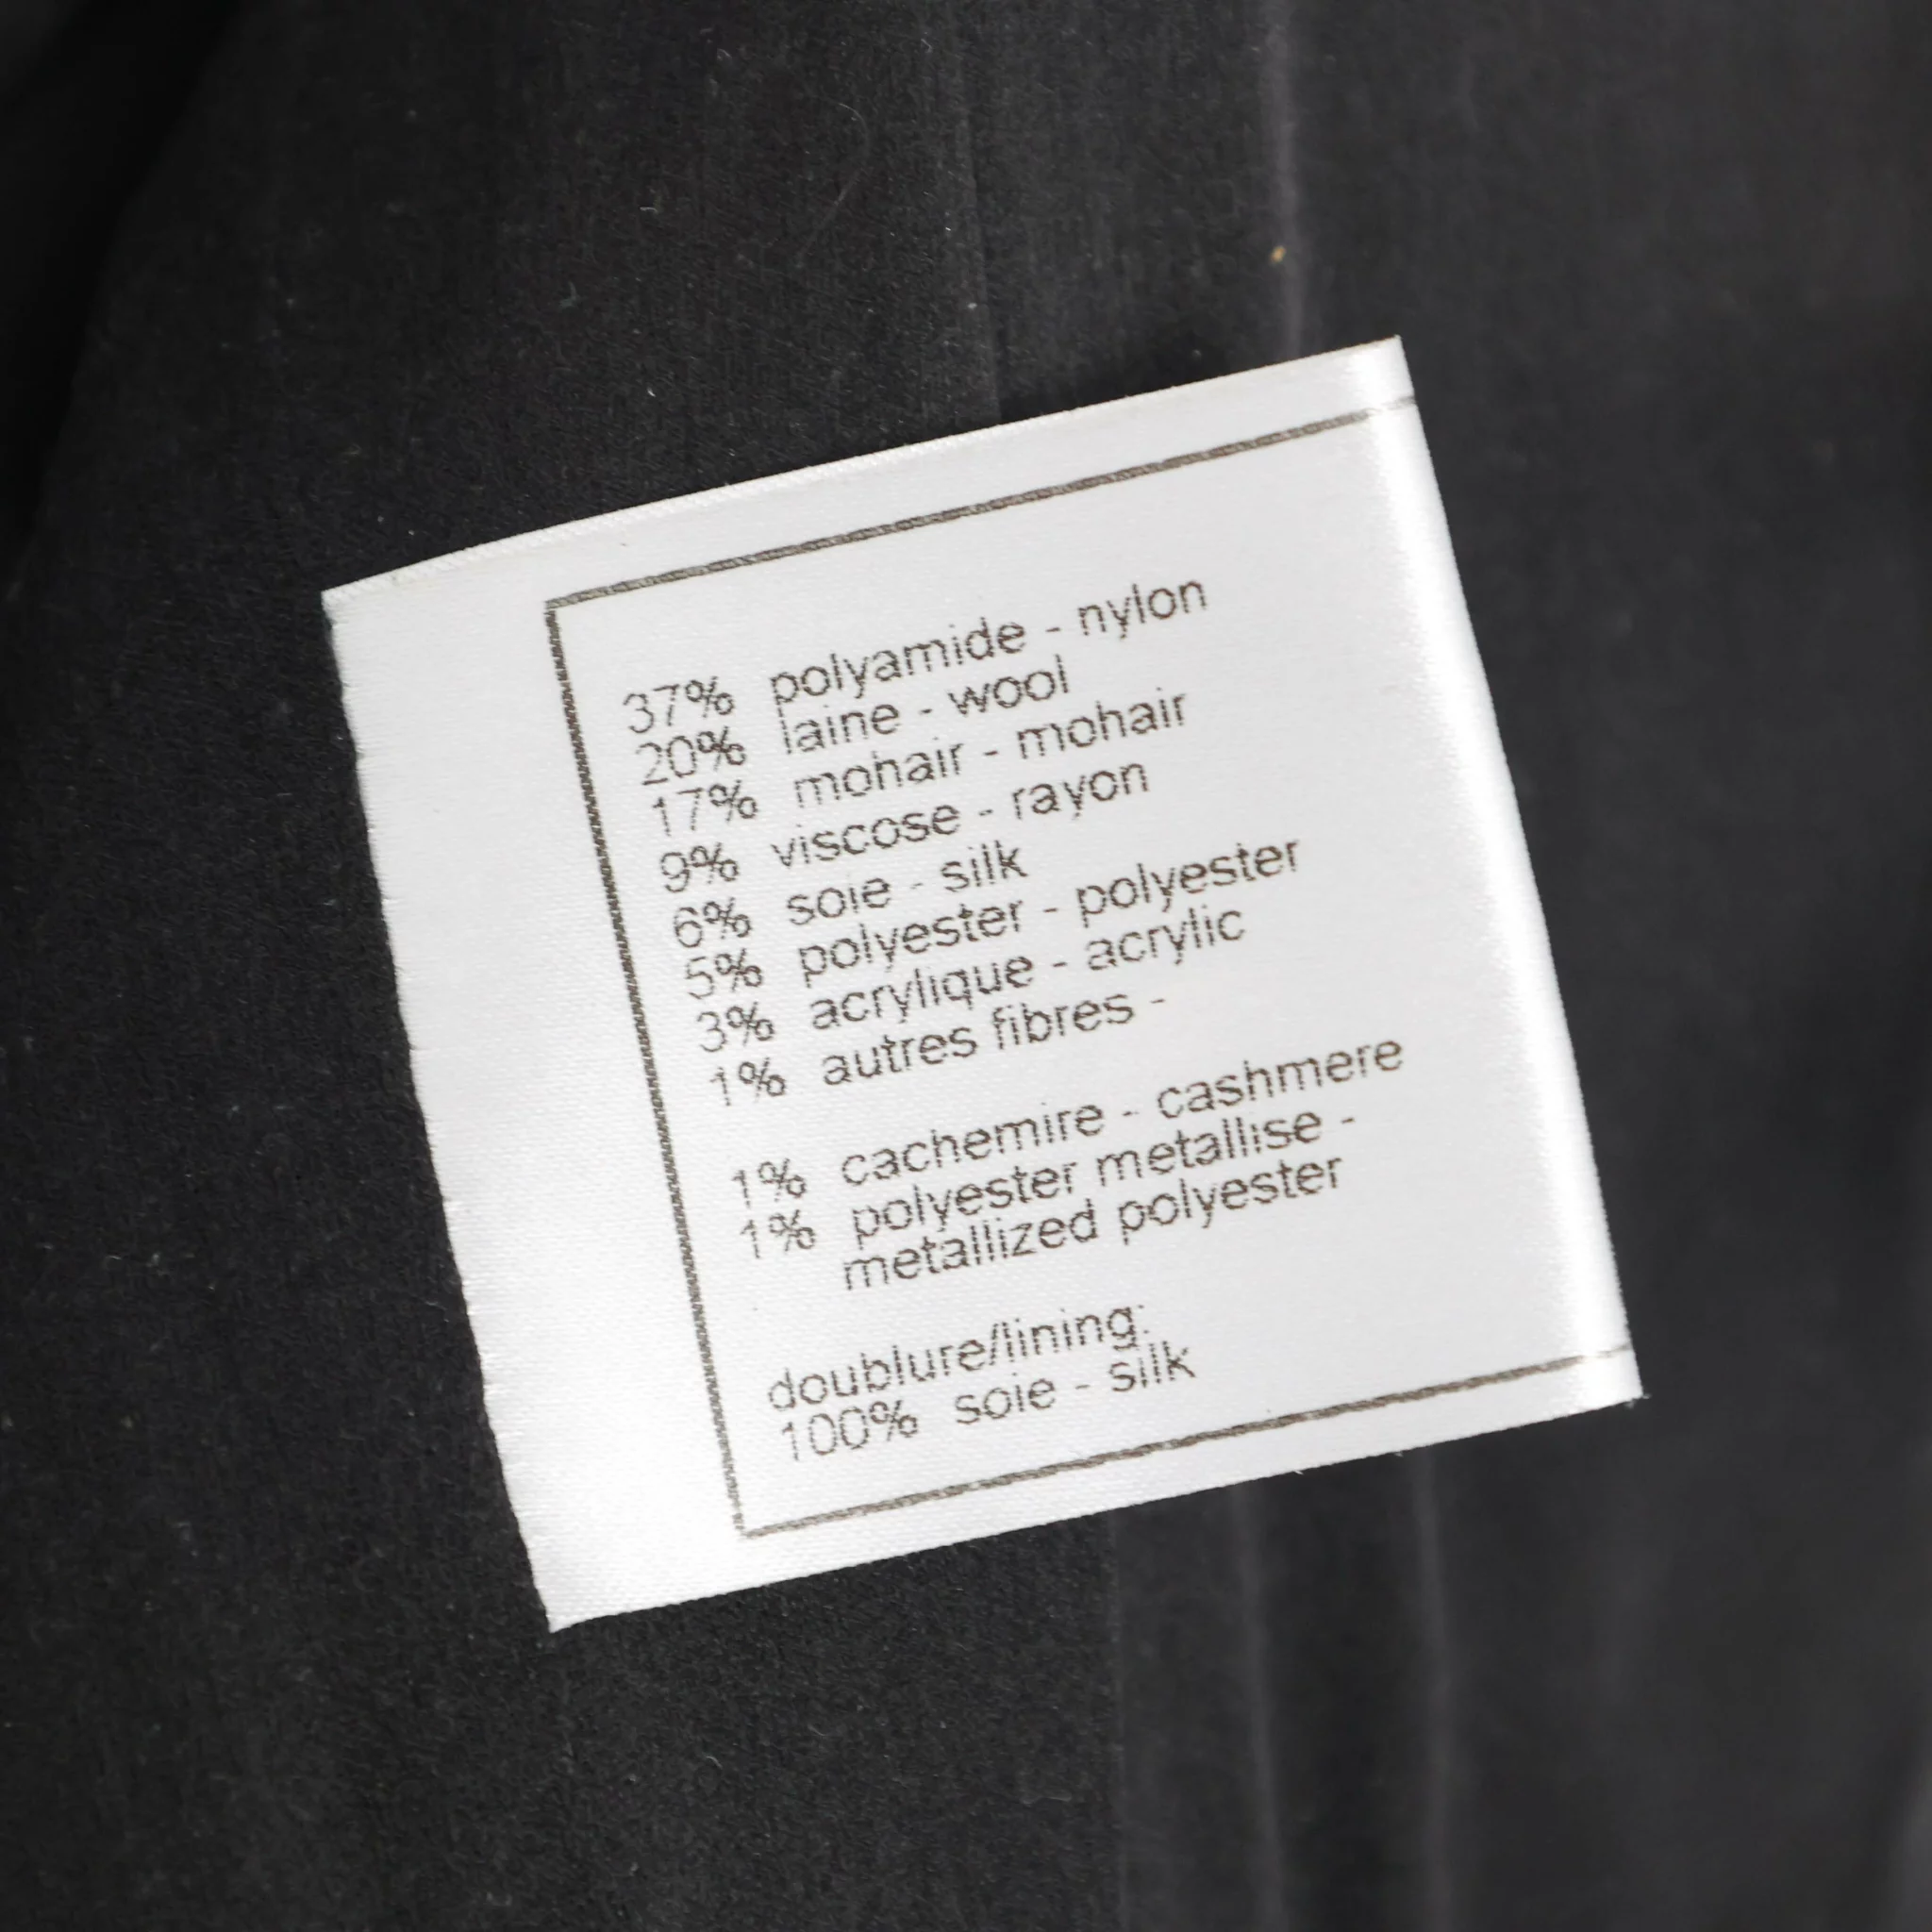 37% polyamide - nylon
20% laine - wool
17% mohair - mohair
9% viscose - rayon
6% soie - silk
5% polyester - polyester
3% acrylique - acrylic
1% autres fibres -
1% cachemire - cashmere
1% polyester metallise -
metallized polyester
doublure/lining:
100% soie - silk